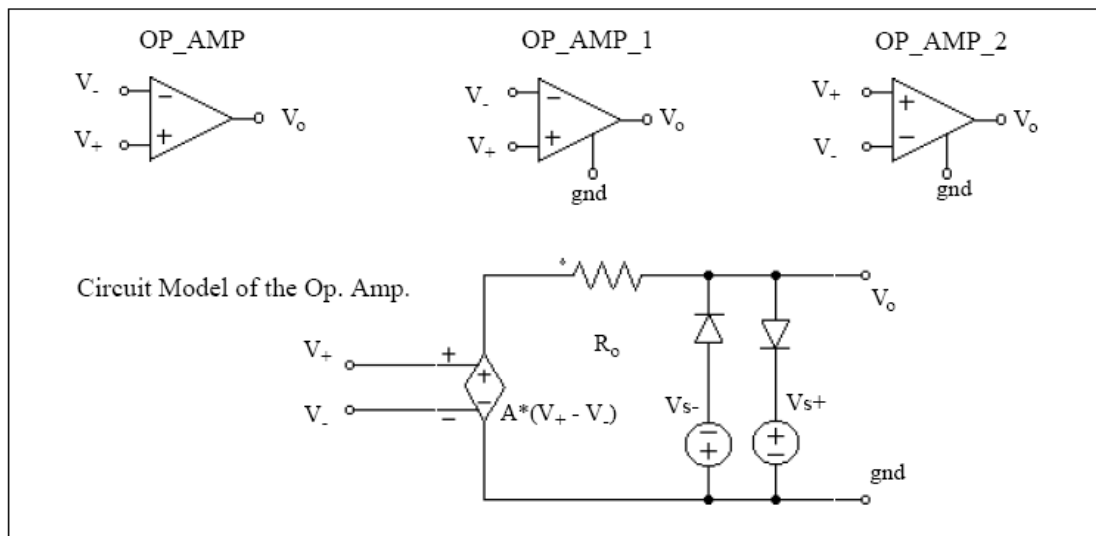 OP_AMP
OP_AMP_1
OP_AMP_2
V-
V+
Vo
V-
V+
Vo
gnd
V+
V-
Vo
gnd
Circuit Model of the Op. Amp.
V+
V-
A*(V+ - V-)
Ro
Vs-
Vs+
Vo
gnd